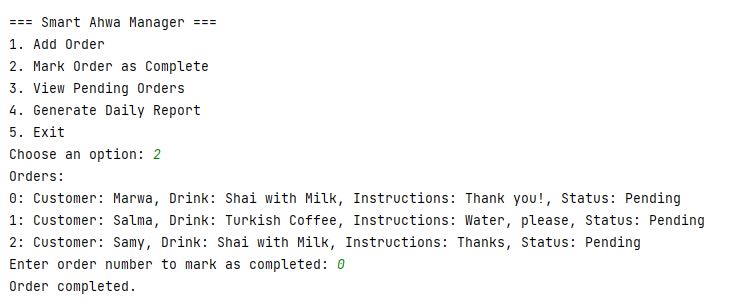 === Smart Ahwa Manager ===
1. Add Order
2. Mark Order as Complete
3. View Pending Orders
4. Generate Daily Report
5. Exit
Choose an option: 2
Orders:
0: Customer: Marwa, Drink: Shai with Milk, Instructions: Thank you!, Status: Pending
1: Customer: Salma, Drink: Turkish Coffee, Instructions: Water, please, Status: Pending
2: Customer: Samy, Drink: Shai with Milk, Instructions: Thanks, Status: Pending
Enter order number to mark as completed: 0
Order completed.